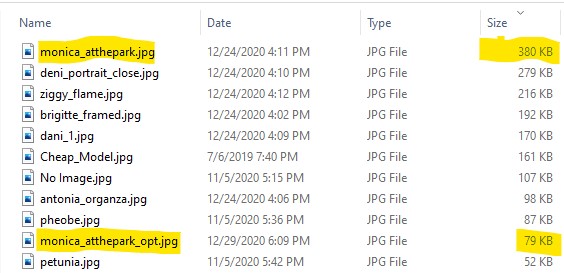 Name Date Type Size
monica_atthepark.jpg 12/24/2020 4:11 PM JPG File 380 KB
deni_portrait_close.jpg 12/24/2020 4:10 PM JPG File 279 KB
ziggy_flame.jpg 12/24/2020 4:12 PM JPG File 216 KB
brigitte_framed.jpg 12/24/2020 4:02 PM JPG File 192 KB
dani_1.jpg 12/24/2020 4:09 PM JPG File 170 KB
Cheap_Model.jpg 7/6/2019 7:40 PM JPG File 161 KB
No Image.jpg 11/5/2020 5:15 PM JPG File 107 KB
antonia_organza.jpg 12/24/2020 4:06 PM JPG File 98 KB
pheobe.jpg 11/5/2020 5:36 PM JPG File 87 KB
monica_atthepark_opt.jpg 12/29/2020 6:09 PM JPG File 79 KB
petunia.jpg 11/5/2020 5:42 PM JPG File 52 KB